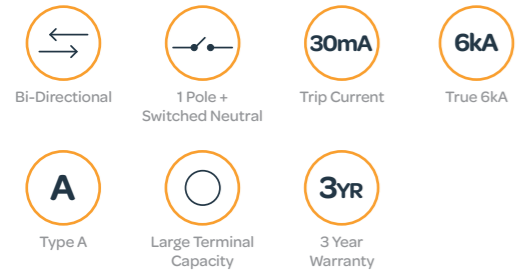 30mA
6kA
Bi-Directional
1 Pole +
Switched Neutral
Trip Current
True 6kA
A
3YR
Type A
Large Terminal
Capacity
3 Year
Warranty